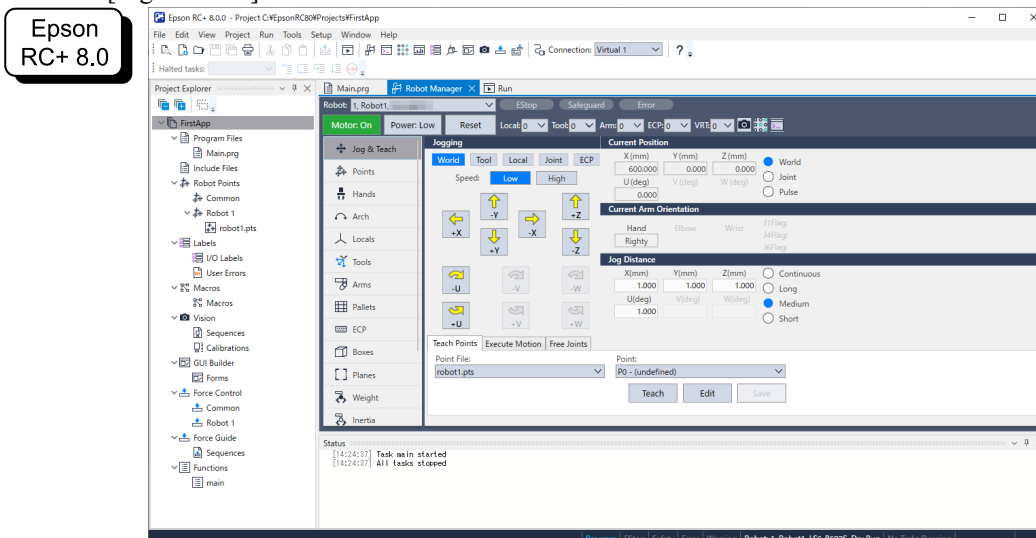 Epson
RC+ 8.0
Epson RC+ 8.0.0 - Project C:¥EpsonRC80¥Projects¥FirstApp
File Edit View Project Run Tools Setup Window Help
Connection: Virtual 1 ?
Halted tasks:
Project Explorer
FirstApp
Program Files
Main.prg
Include Files
Robot Points
Common
Robot 1
robot1.pts
Labels
I/O Labels
User Errors
Macros
Macros
Vision
Sequences
Calibrations
GUI Builder
Forms
Force Control
Common
Robot 1
Force Guide
Sequences
Functions
main
Main.prg Robot Manager Run
Robot: 1, Robot1, EStop Safeguard Error
Motor: On Power: Low Reset Local: 0 Tool: 0 Arm: 0 ECP: 0 VRT: 0
Jog & Teach
Points
Hands
Arch
Locals
Tools
Arms
Pallets
ECP
Boxes
Planes
Weight
Inertia
Jogging
World Tool Local Joint ECP
Speed: Low High
-Y +Z
+X -X
+Y -Z
-U -V -W
+U +V +W
Current Position
X (mm) Y (mm) Z (mm)
600.000 0.000 0.000
U (deg) V (deg) W (deg)
0.000
World
Joint
Pulse
Current Arm Orientation
Hand Elbow Wrist
Righty
J1Flag:
J4Flag:
J6Flag:
Jog Distance
X(mm) Y(mm) Z(mm)
1.000 1.000 1.000
U(deg) V(deg) W(deg)
1.000
Continuous
Long
Medium
Short
Teach Points Execute Motion Free Joints
Point File: Point:
robot1.pts P0 - (undefined)
Teach Edit Save
Status
[14:24:37] Task main started
[14:24:37] All tasks stopped